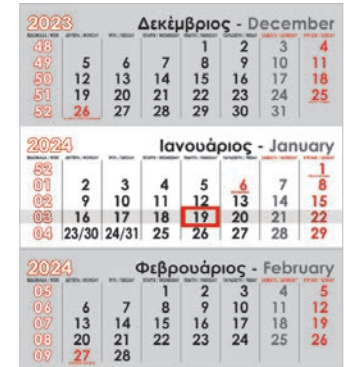 2023 Δεκέμβριος - December
48 1 2 3 4
49 5 6 7 8 9 10 11
50 12 13 14 15 16 17 18
51 19 20 21 22 23 24 25
52 26 27 28 29 30 31
2024 Ιανουάριος - January
52 1
01 2 3 4 5 6 7 8
02 9 10 11 12 13 14 15
03 16 17 18 19 20 21 22
04 23/30 24/31 25 26 27 28 29
2024 Φεβρουάριος - February
05 1 2 3 4 5
06 6 7 8 9 10 11 12
07 13 14 15 16 17 18 19
08 20 21 22 23 24 25 26
09 27 28